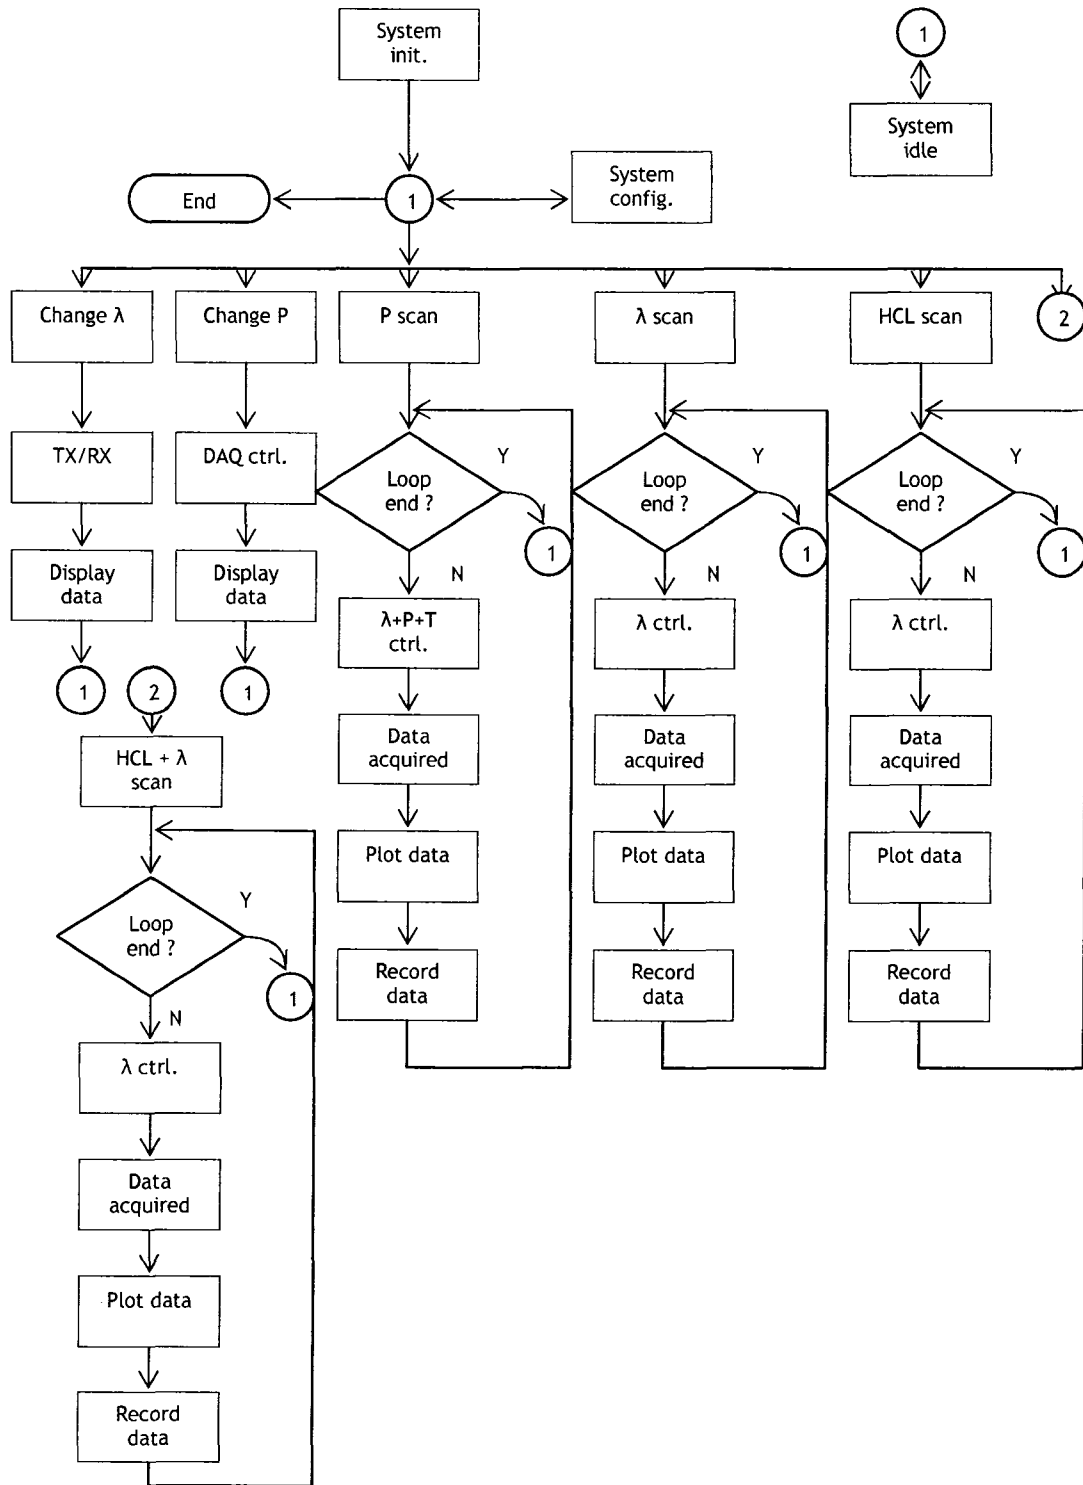 System
init.
1
System
idle
End
1
System
config.
Change λ
Change P
P scan
λ scan
HCL scan
2
TX/RX
DAQ ctrl.
Loop
end ?
Y
Loop
end ?
Y
Loop
end ?
Y
1
1
1
Display
data
Display
data
N
N
N
λ+P+T
ctrl.
λ ctrl.
λ ctrl.
1
2
1
Data
acquired
Data
acquired
Data
acquired
HCL + λ
scan
Plot data
Plot data
Plot data
Loop
end ?
Y
1
Record
data
Record
data
Record
data
N
λ ctrl.
Data
acquired
Plot data
Record
data